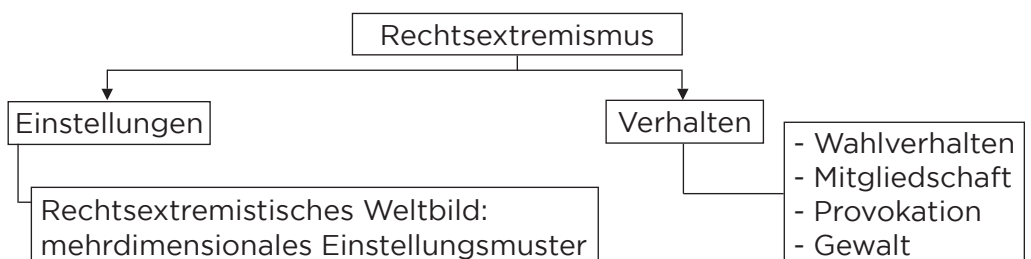 Rechtsextremismus
Einstellungen
Verhalten
Rechtsextremistisches Weltbild:
mehrdimensionales Einstellungsmuster
- Wahlverhalten
- Mitgliedschaft
- Provokation
- Gewalt